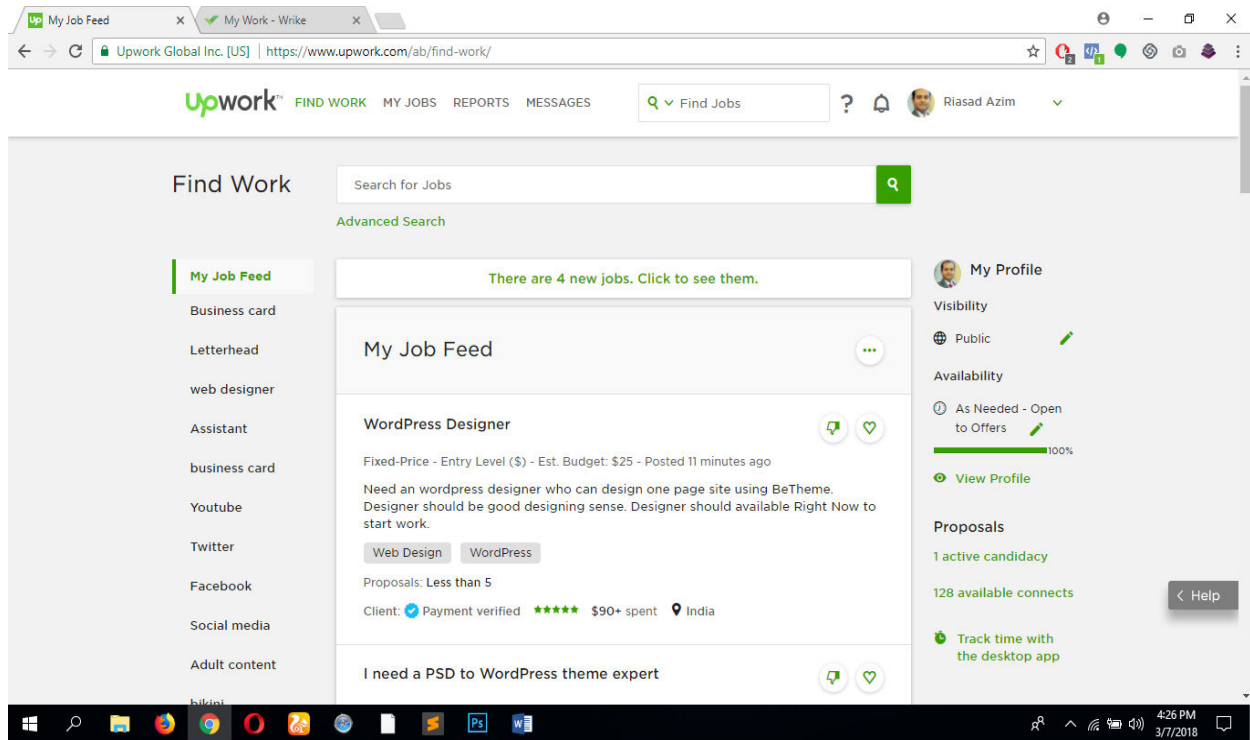 My Job Feed
My Work - Wrike
Upwork Global Inc. [US] | https://www.upwork.com/ab/find-work/
2
1
Upwork™ FIND WORK MY JOBS REPORTS MESSAGES Find Jobs ? Riasad Azim
Find Work
Search for Jobs
Advanced Search
My Job Feed
Business card
Letterhead
web designer
Assistant
business card
Youtube
Twitter
Facebook
Social media
Adult content
bikini
There are 4 new jobs. Click to see them.
My Job Feed
WordPress Designer
Fixed-Price - Entry Level ($) - Est. Budget: $25 - Posted 11 minutes ago
Need an wordpress designer who can design one page site using BeTheme.
Designer should be good designing sense. Designer should available Right Now to
start work.
Web Design WordPress
Proposals: Less than 5
Client: Payment verified $90+ spent India
I need a PSD to WordPress theme expert
My Profile
Visibility
Public
Availability
As Needed - Open
to Offers
100%
View Profile
Proposals
1 active candidacy
128 available connects
Track time with
the desktop app
< Help
4:26 PM
3/7/2018